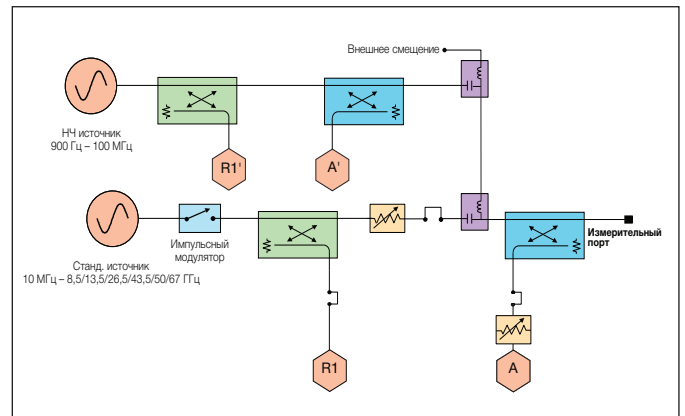 Внешнее смещение
НЧ источник
900 Гц – 100 МГц
R1'
A'
Импульсный
модулятор
Измерительный
порт
Станд. источник
10 МГц – 8,5/13,5/26,5/43,5/50/67 ГГц
R1
A